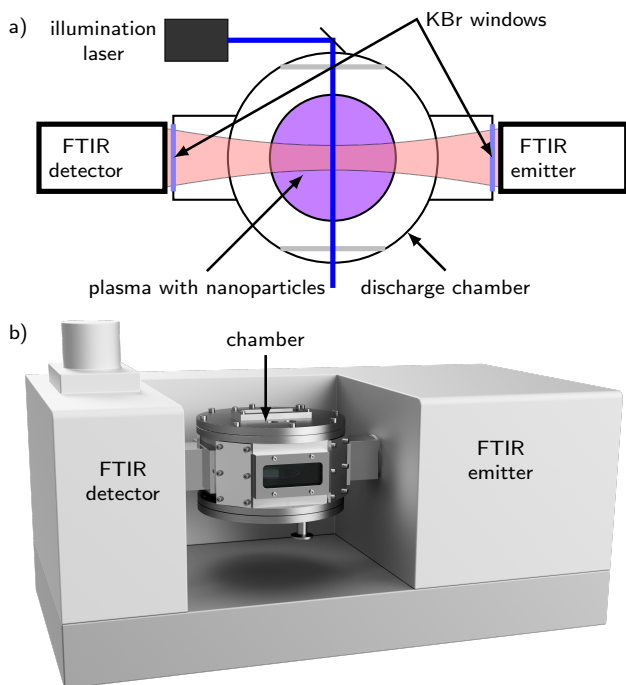 a)
illumination
laser
KBr windows
FTIR
detector
FTIR
emitter
plasma with nanoparticles
discharge chamber
b)
chamber
FTIR
detector
FTIR
emitter